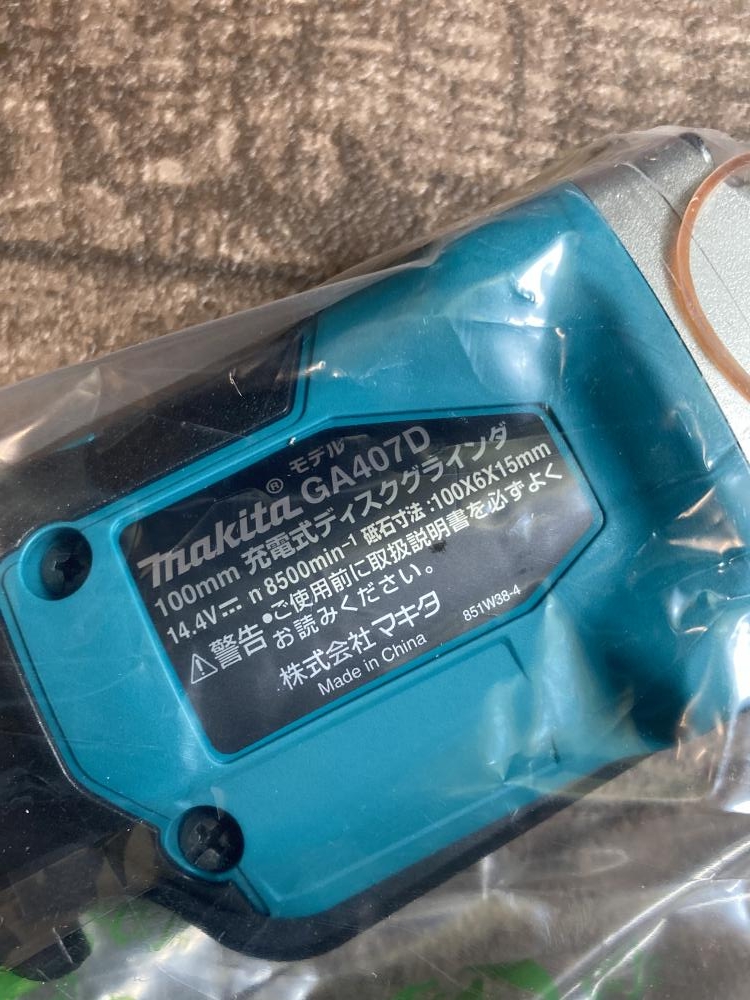 モデル
makita® GA407D
100mm 充電式ディスクグラインダ
14.4V⎓ n 8500min⁻¹ 砥石寸法:100X6X15mm
⚠警告 •ご使用前に取扱説明書を必ずよく
お読みください。
株式会社マキタ 851W38-4
Made in China